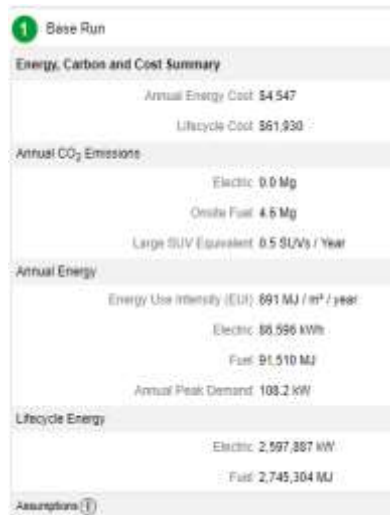 1 Base Run
Energy, Carbon and Cost Summary
Annual Energy Cost $4,547
Lifecycle Cost $61,930
Annual CO2 Emissions
Electric 0.0 Mg
Onsite Fuel 4.6 Mg
Large SUV Equivalent 0.5 SUVs / Year
Annual Energy
Energy Use Intensity (EUI) 691 MJ / m² / year
Electric 86,596 kWh
Fuel 91,510 MJ
Annual Peak Demand 108.2 kW
Lifecycle Energy
Electric 2,597,887 kW
Fuel 2,745,304 MJ
Assumptions (i)